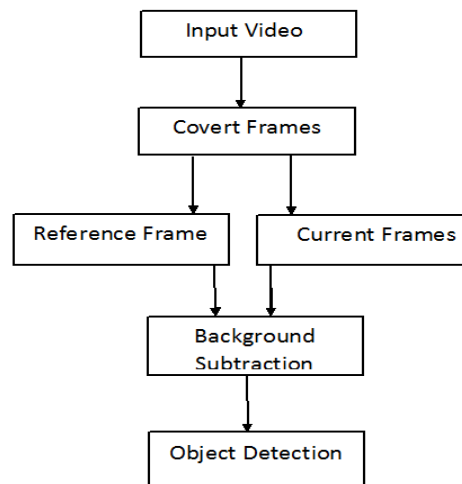 Input Video
Covert Frames
Reference Frame
Current Frames
Background
Subtraction
Object Detection